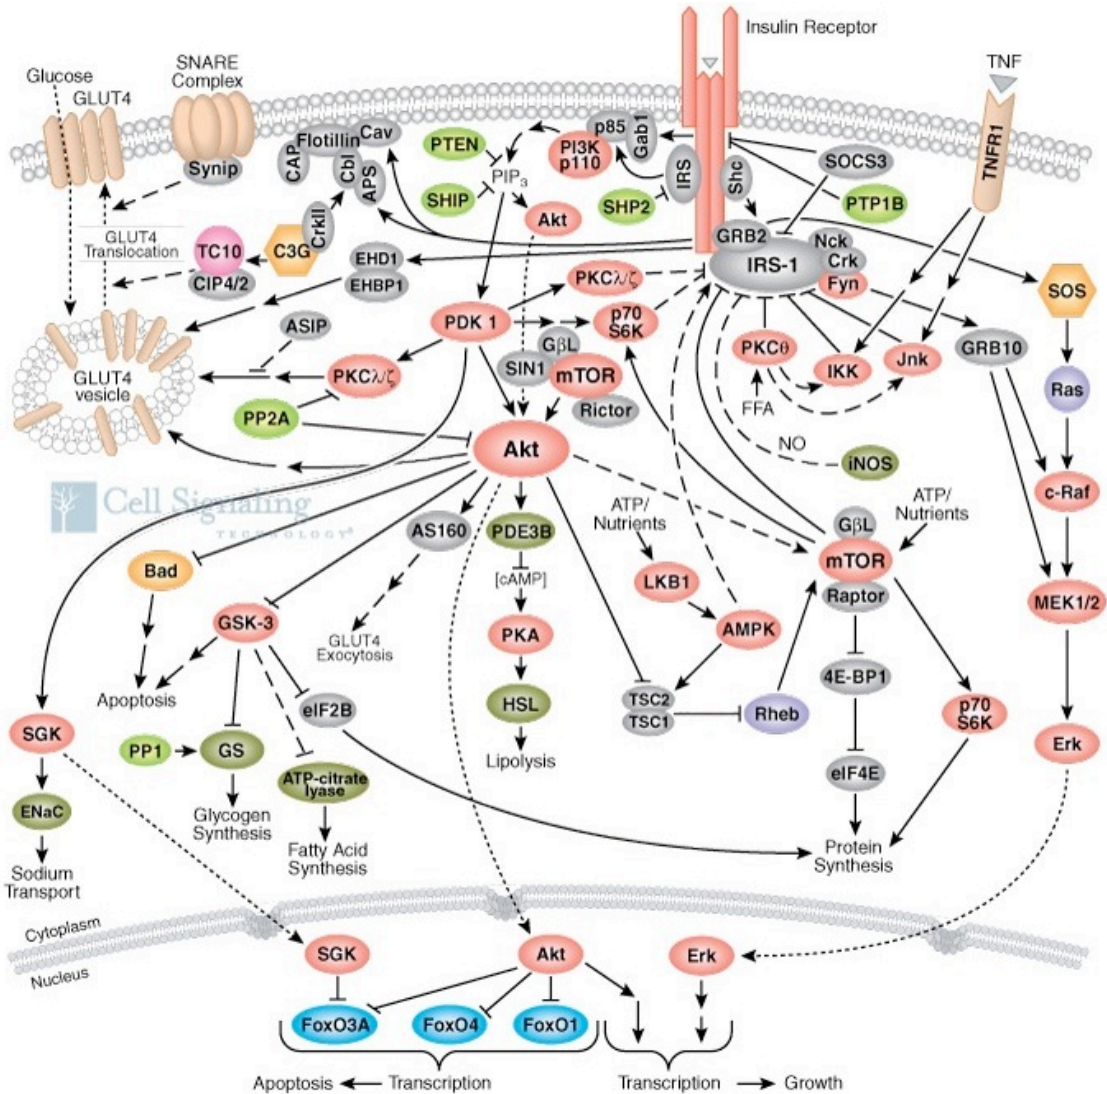 Insulin Receptor
SNARE
Complex
TNF
Glucose
GLUT4
Synip
CAP
Flotillin
Cav
Cbl
APS
CrkII
C3G
TC10
CIP4/2
GLUT4
Translocation
PTEN
PIP3
SHIP
Akt
PI3K
p110
p85
Gab1
IRS
SHP2
Shc
SOCS3
PTP1B
TNFR1
GRB2
IRS-1
Nck
Crk
Fyn
SOS
EHD1
EHBP1
PKCλ/ζ
p70
S6K
PDK 1
ASIP
GLUT4
vesicle
PKCλ/ζ
PP2A
GβL
SIN1
mTOR
Rictor
PKCθ
FFA
IKK
Jnk
GRB10
Ras
NO
iNOS
Akt
c-Raf
Cell Signaling
TECHNOLOGY®
AS160
PDE3B
ATP/
Nutrients
GβL
mTOR
Raptor
ATP/
Nutrients
Bad
[cAMP]
LKB1
MEK1/2
GSK-3
GLUT4
Exocytosis
PKA
AMPK
4E-BP1
Apoptosis
eIF2B
HSL
TSC2
TSC1
Rheb
p70
S6K
SGK
PP1
GS
Lipolysis
Erk
ATP-citrate
lyase
eIF4E
ENaC
Glycogen
Synthesis
Fatty Acid
Synthesis
Protein
Synthesis
Sodium
Transport
Cytoplasm
Nucleus
SGK
Akt
Erk
FoxO3A
FoxO4
FoxO1
Apoptosis
Transcription
Transcription
Growth